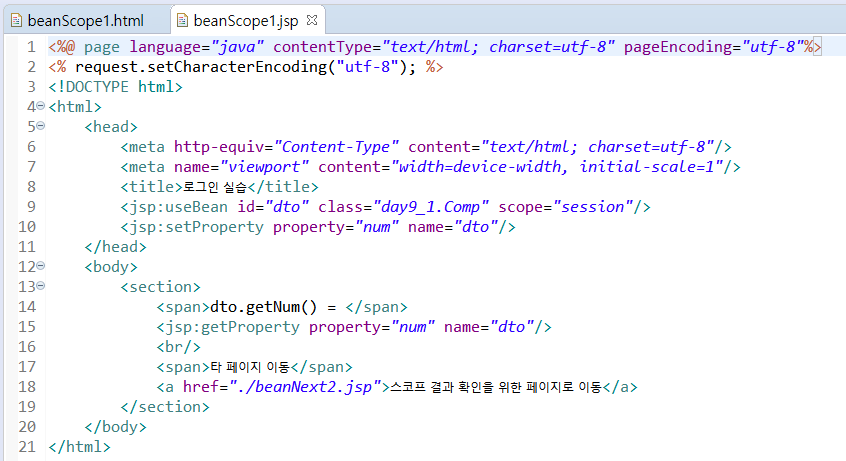 beanScope1.html beanScope1.jsp
1 <%@ page language="java" contentType="text/html; charset=utf-8" pageEncoding="utf-8"%>
2 <% request.setCharacterEncoding("utf-8"); %>
3 <!DOCTYPE html>
4 <html>
5 <head>
6 <meta http-equiv="Content-Type" content="text/html; charset=utf-8"/>
7 <meta name="viewport" content="width=device-width, initial-scale=1"/>
8 <title>로그인 실습</title>
9 <jsp:useBean id="dto" class="day9_1.Comp" scope="session"/>
10 <jsp:setProperty property="num" name="dto"/>
11 </head>
12 <body>
13 <section>
14 <span>dto.getNum() = </span>
15 <jsp:getProperty property="num" name="dto"/>
16 <br/>
17 <span>타 페이지 이동</span>
18 <a href="./beanNext2.jsp">스코프 결과 확인을 위한 페이지로 이동</a>
19 </section>
20 </body>
21 </html>